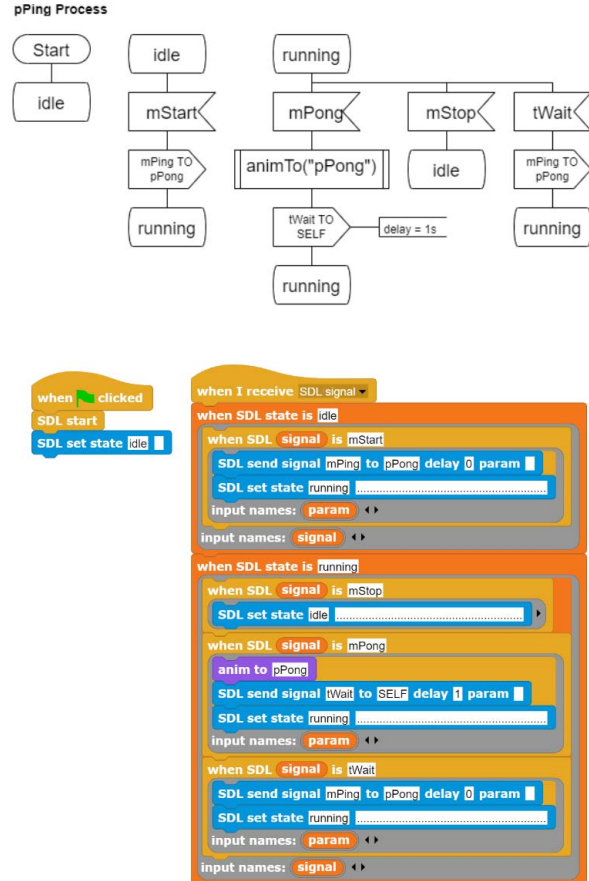 pPing Process
Start
idle
idle
mStart
mPing TO
pPong
running
running
mPong
animTo("pPong")
tWait TO
SELF
delay = 1s
running
mStop
idle
tWait
mPing TO
pPong
running
when clicked
SDL start
SDL set state idle
when I receive SDL signal
when SDL state is idle
when SDL signal is mStart
SDL send signal mPing to pPong delay 0 param
SDL set state running ....................................................
input names: param
input names: signal
when SDL state is running
when SDL signal is mStop
SDL set state idle ....................................................
when SDL signal is mPong
anim to pPong
SDL send signal tWait to SELF delay 1 param
SDL set state running ....................................................
input names: param
when SDL signal is tWait
SDL send signal mPing to pPong delay 0 param
SDL set state running ....................................................
input names: param
input names: signal